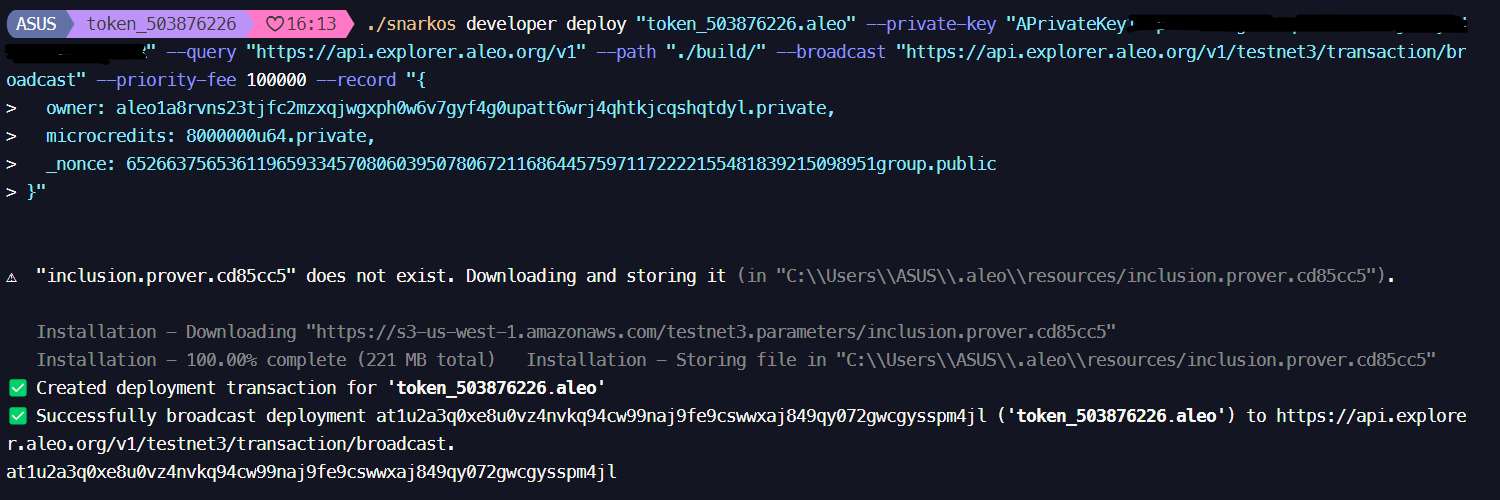 ASUS token_503876226 ♡16:13 ./snarkos developer deploy "token_503876226.aleo" --private-key "APrivateKey
" --query "https://api.explorer.aleo.org/v1" --path "./build/" --broadcast "https://api.explorer.aleo.org/v1/testnet3/transaction/br
oadcast" --priority-fee 100000 --record "{
>   owner: aleo1a8rvns23tjfc2mzxqjwgxph0w6v7gyf4g0upatt6wrj4qhtkjcqshqtdyl.private,
>   microcredits: 8000000u64.private,
>   _nonce: 6526637565361196593345708060395078067211686445759711722221554818392150989​51group.public
> }"
⚠ "inclusion.prover.cd85cc5" does not exist. Downloading and storing it (in "C:\\Users\\ASUS\\.aleo\\resources/inclusion.prover.cd85cc5").
Installation - Downloading "https://s3-us-west-1.amazonaws.com/testnet3.parameters/inclusion.prover.cd85cc5"
Installation - 100.00% complete (221 MB total)   Installation - Storing file in "C:\\Users\\ASUS\\.aleo\\resources/inclusion.prover.cd85cc5"
✅ Created deployment transaction for 'token_503876226.aleo'
✅ Successfully broadcast deployment at1u2a3q0xe8u0vz4nvkq94cw99naj9fe9cswwxaj849qy072gwcgysspm4jl ('token_503876226.aleo') to https://api.explore
r.aleo.org/v1/testnet3/transaction/broadcast.
at1u2a3q0xe8u0vz4nvkq94cw99naj9fe9cswwxaj849qy072gwcgysspm4jl